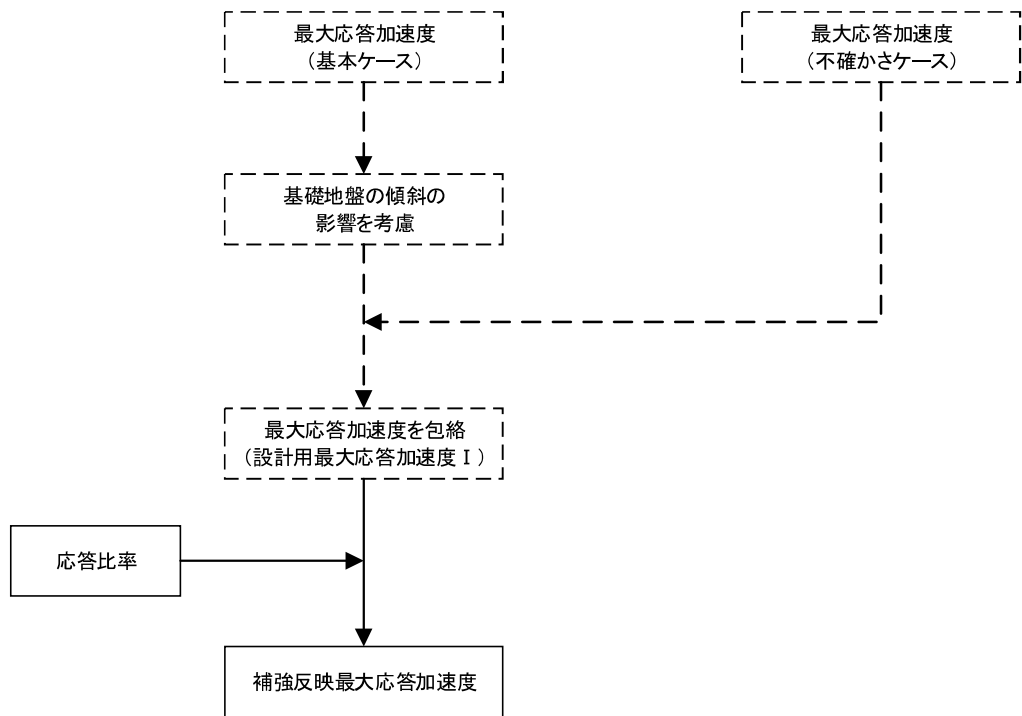 最大応答加速度
（基本ケース）
最大応答加速度
（不確かさケース）
基礎地盤の傾斜の
影響を考慮
最大応答加速度を包絡
（設計用最大応答加速度Ⅰ）
応答比率
補強反映最大応答加速度